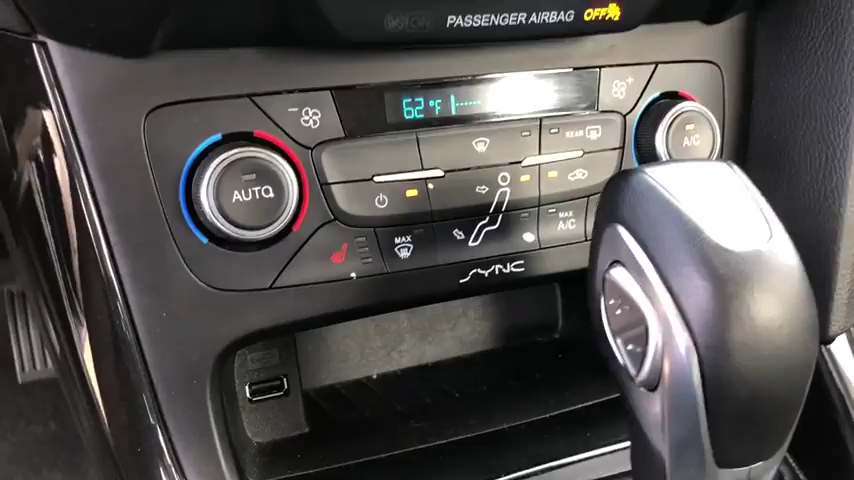 PASSENGER AIRBAG OFF
62°F
REAR
AUTO
A/C
MAX
MAX
A/C
SYNC